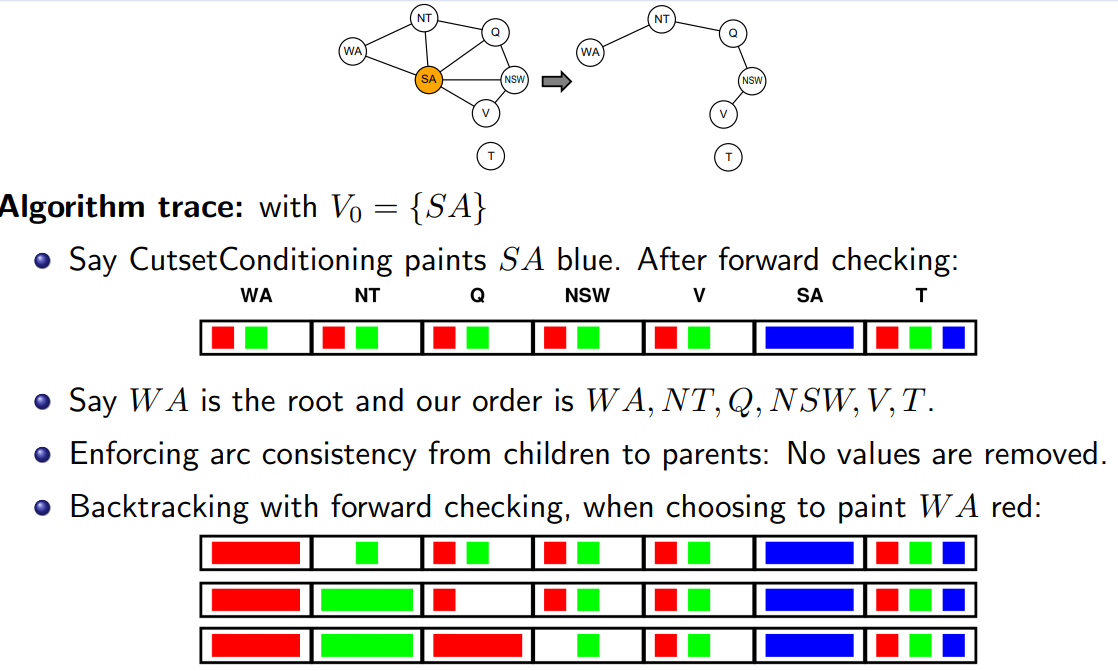 NT
Q
WA
SA
NSW
V
T
NT
Q
WA
NSW
V
T
Algorithm trace: with V₀ = {SA}
Say CutsetConditioning paints SA blue. After forward checking:
WA NT Q NSW V SA T
Say WA is the root and our order is WA, NT, Q, NSW, V, T.
Enforcing arc consistency from children to parents: No values are removed.
Backtracking with forward checking, when choosing to paint WA red: